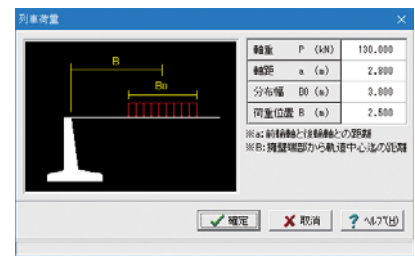 列車荷重
B
Bo
軸重 P (kN) 130.000
軸距 a (m) 2.800
分布幅 B0 (m) 3.800
荷重位置 B (m) 2.500
※a:前輪軸と後輪軸との距離
※B:擁壁端部から軌道中心迄の距離
確定 取消 ヘルプ(H)